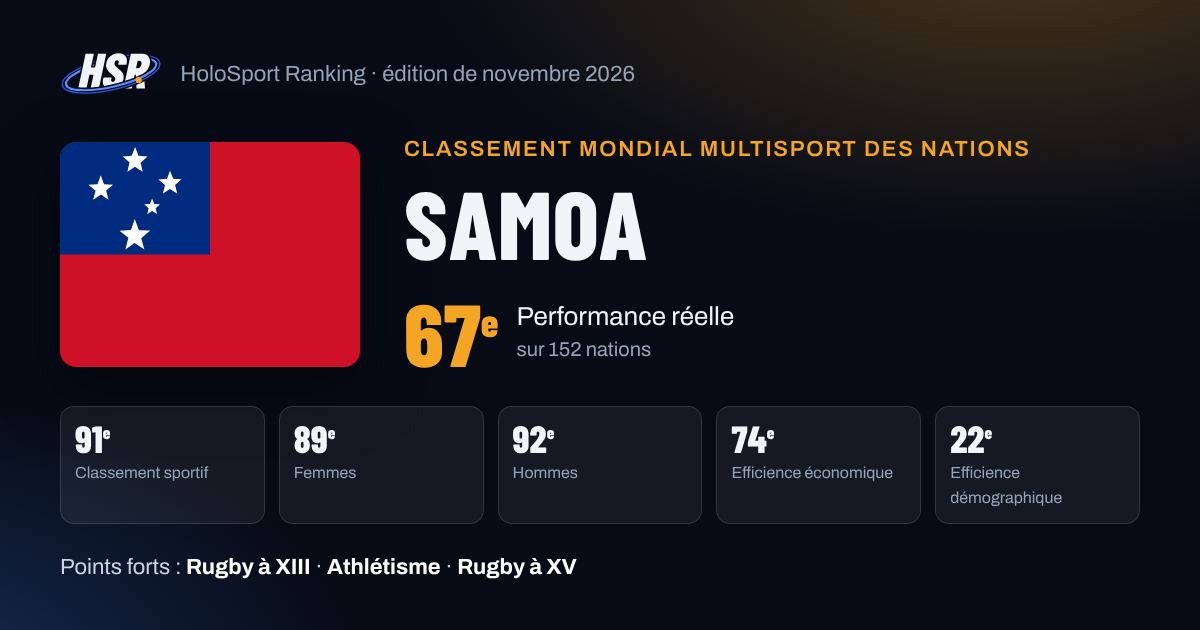 HSR
HoloSport Ranking · édition de novembre 2026
CLASSEMENT MONDIAL MULTISPORT DES NATIONS
SAMOA
67e
Performance réelle
sur 152 nations
91e
Classement sportif
89e
Femmes
92e
Hommes
74e
Efficience économique
22e
Efficience
démographique
Points forts : Rugby à XIII · Athlétisme · Rugby à XV